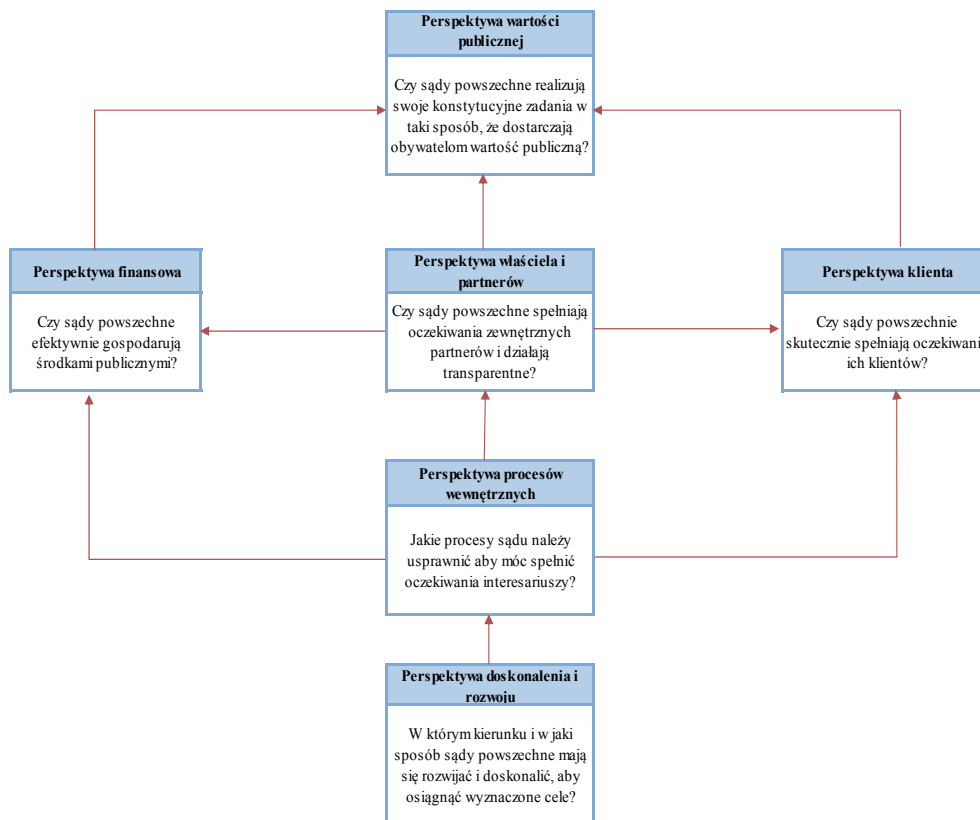 Perspektywa wartości
publicznej
Czy sądy powszechne realizują
swoje konstytucyjne zadania w
taki sposób, że dostarczają
obywatelom wartość publiczną?
Perspektywa finansowa
Czy sądy powszechne
efektywnie gospodarują
środkami publicznymi?
Perspektywa właściela i
partnerów
Czy sądy powszechne spełniają
oczekiwania zewnętrznych
partnerów i działają
transparentne?
Perspektywa klienta
Czy sądy powszechnie
skutecznie spełniają oczekiwani
ich klientów?
Perspektywa procesów
wewnętrznych
Jakie procesy sądu należy
usprawnić aby móc spełnić
oczekiwania interesariuszy?
Perspektywa doskonalenia i
rozwoju
W którym kierunku i w jaki
sposób sądy powszechne mają
się rozwijać i doskonalić, aby
osiągnąć wyznaczone cele?